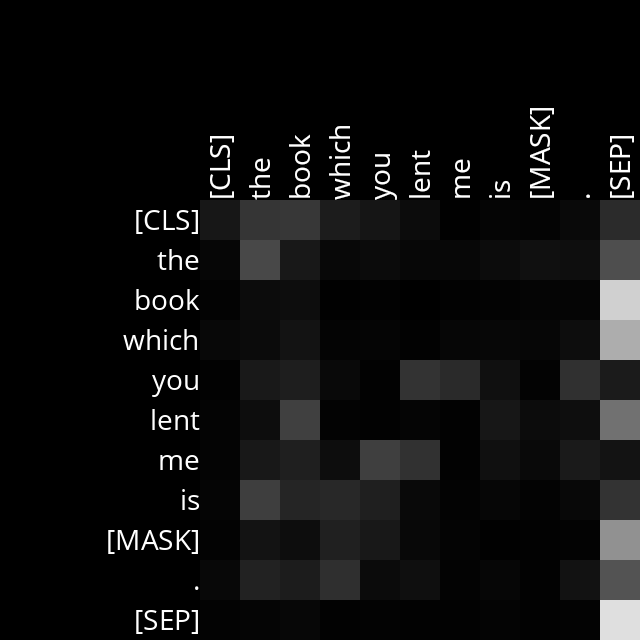 [CLS] the book which you lent me is [MASK] . [SEP]
[CLS]
the
book
which
you
lent
me
is
[MASK]
.
[SEP]